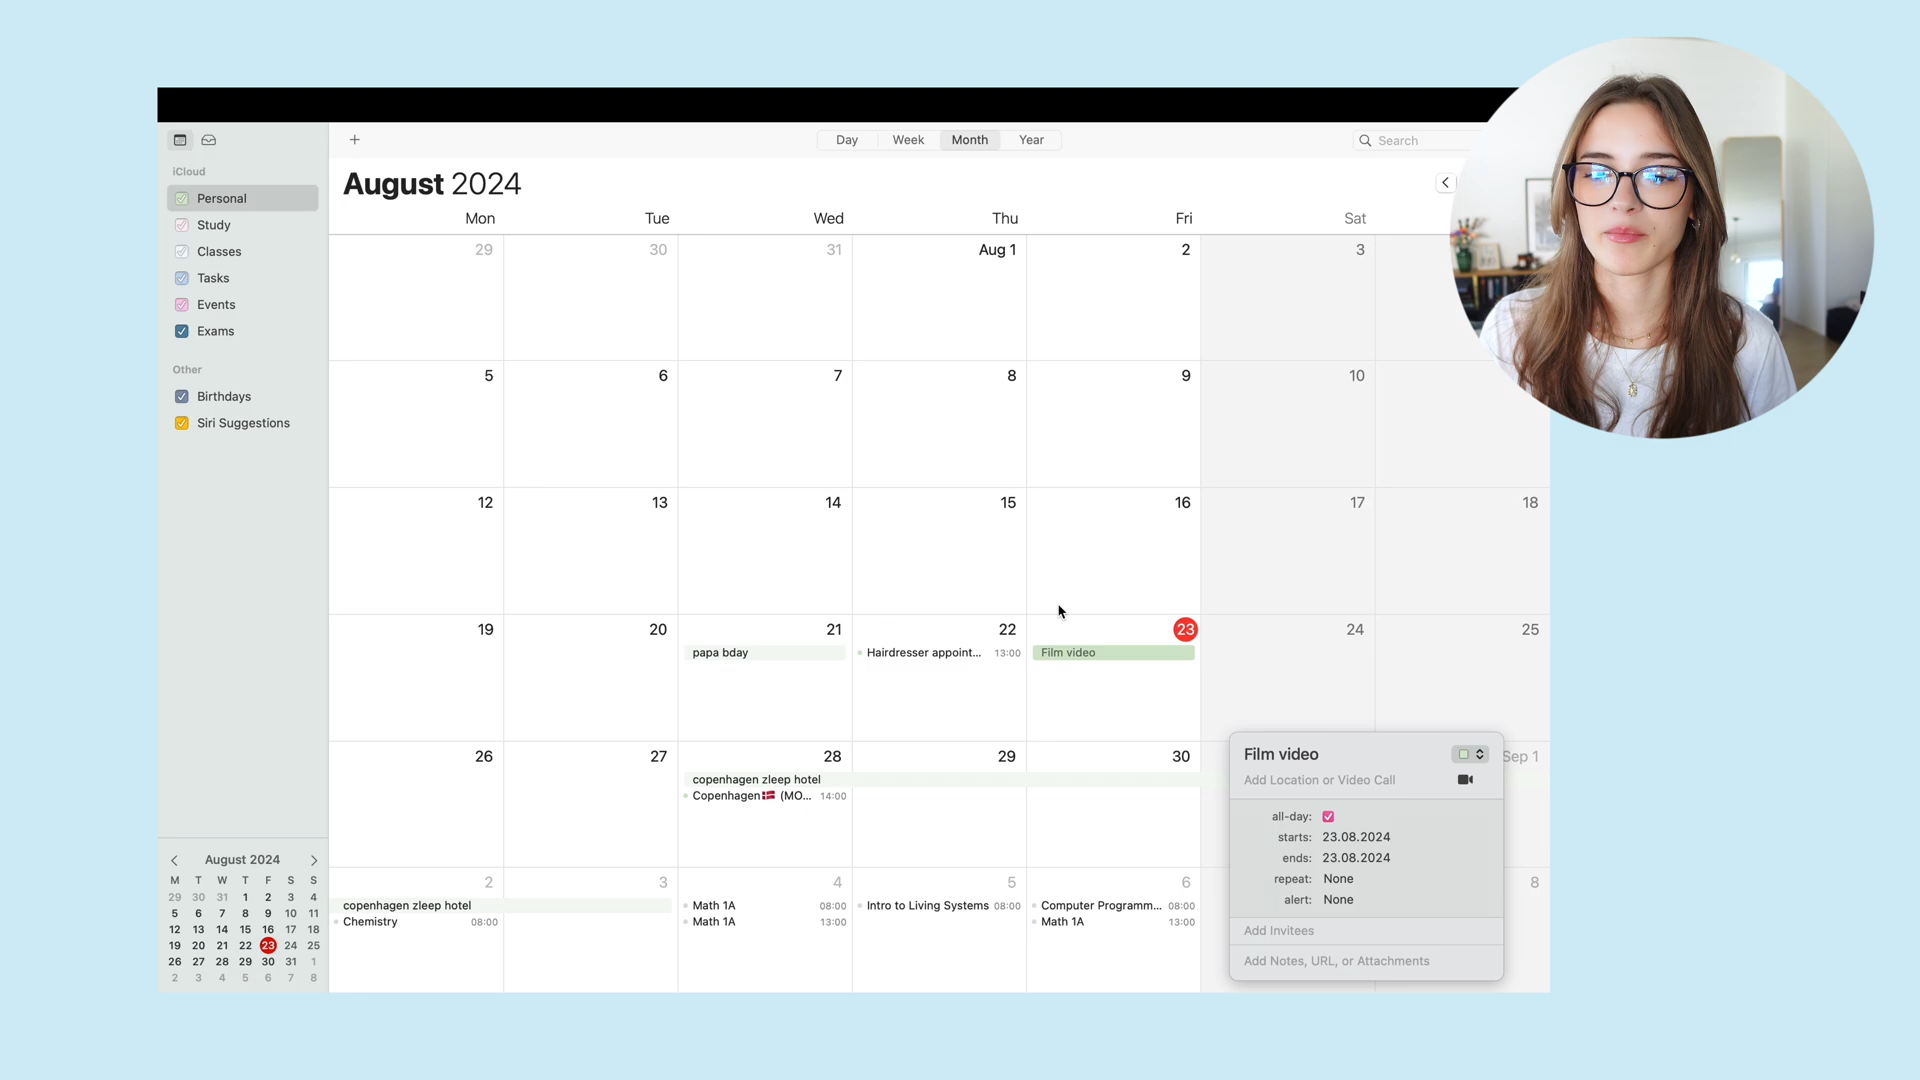 Day Week Month Year
Search
iCloud
Personal
Study
Classes
Tasks
Events
Exams
Other
Birthdays
Siri Suggestions
August 2024
Mon Tue Wed Thu Fri Sat
29 30 31 Aug 1 2 3
5 6 7 8 9 10
12 13 14 15 16 17 18
19 20 21 22 23 24 25
papa bday Hairdresser appoint... 13:00 Film video
26 27 28 29 30 Sep 1
copenhagen zleep hotel
Copenhagen🇩🇰 (MO... 14:00
2 3 4 5 6 8
copenhagen zleep hotel Math 1A 08:00 Intro to Living Systems 08:00 Computer Programm... 08:00
Chemistry 08:00 Math 1A 13:00 Math 1A 13:00
Film video
Add Location or Video Call
all-day:
starts: 23.08.2024
ends: 23.08.2024
repeat: None
alert: None
Add Invitees
Add Notes, URL, or Attachments
August 2024
M T W T F S S
29 30 31 1 2 3 4
5 6 7 8 9 10 11
12 13 14 15 16 17 18
19 20 21 22 23 24 25
26 27 28 29 30 31 1
2 3 4 5 6 7 8